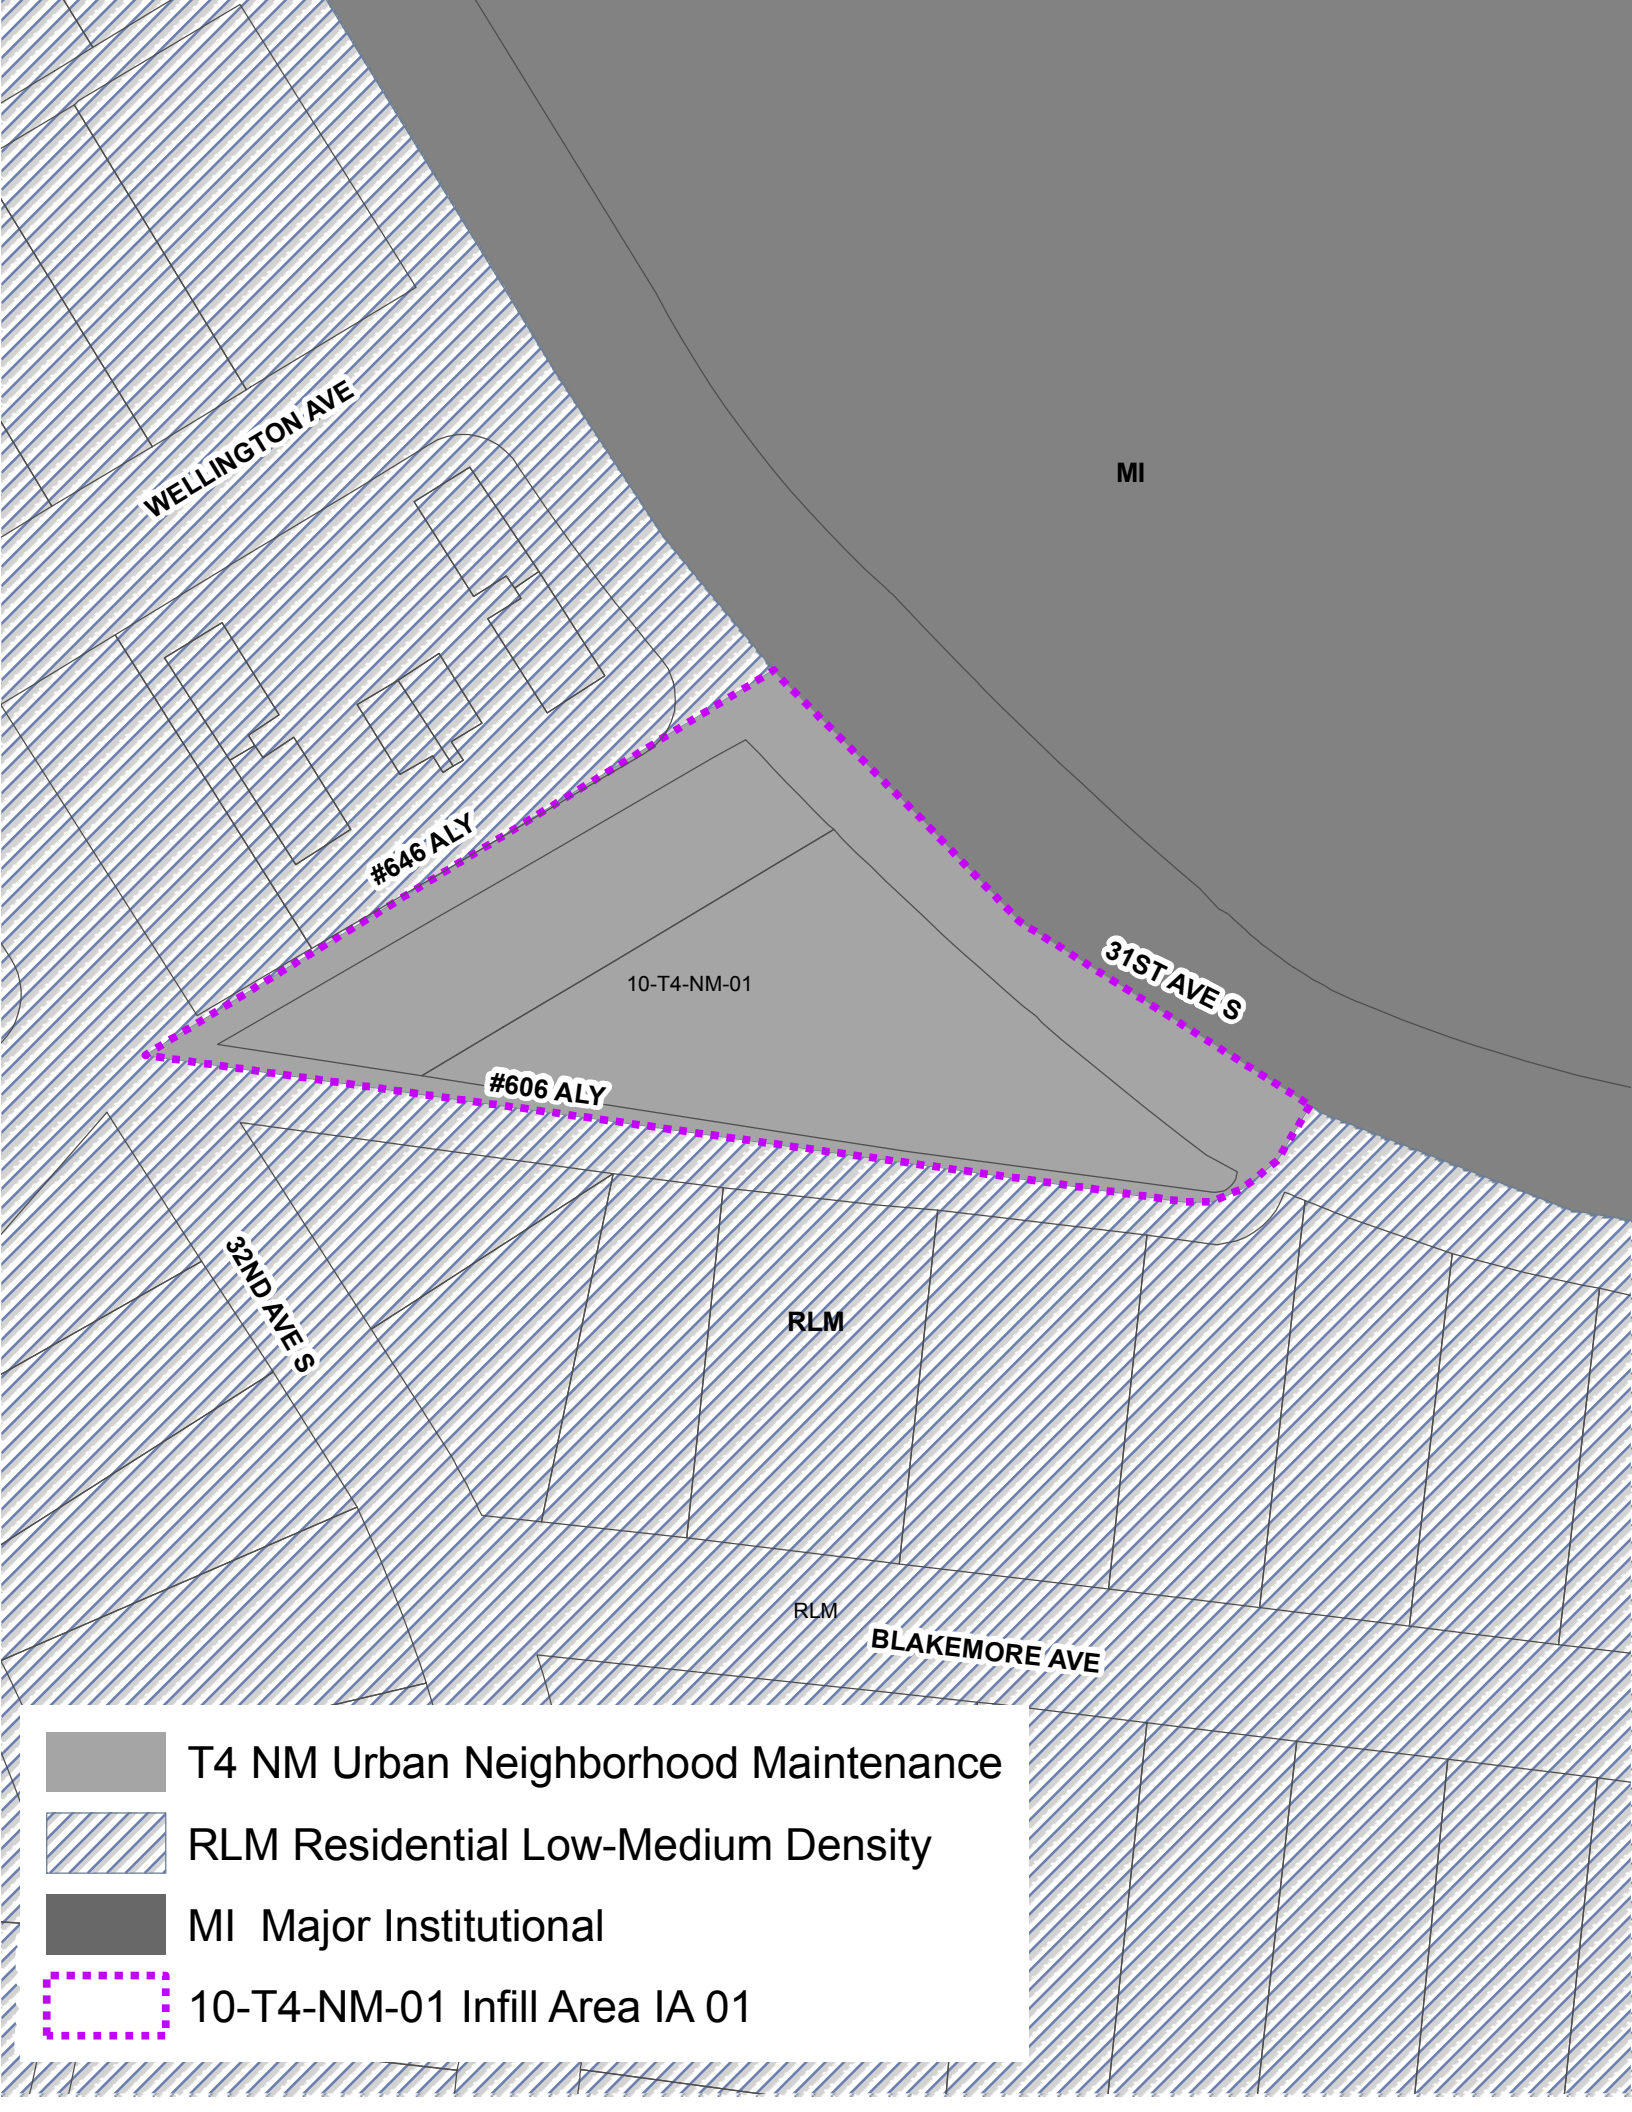 WELLINGTON AVE
MI
#646 ALY
31ST AVE S
10-T4-NM-01
#606 ALY
32ND AVE S
RLM
RLM
BLAKEMORE AVE
T4 NM Urban Neighborhood Maintenance
RLM Residential Low-Medium Density
MI  Major Institutional
10-T4-NM-01 Infill Area IA 01